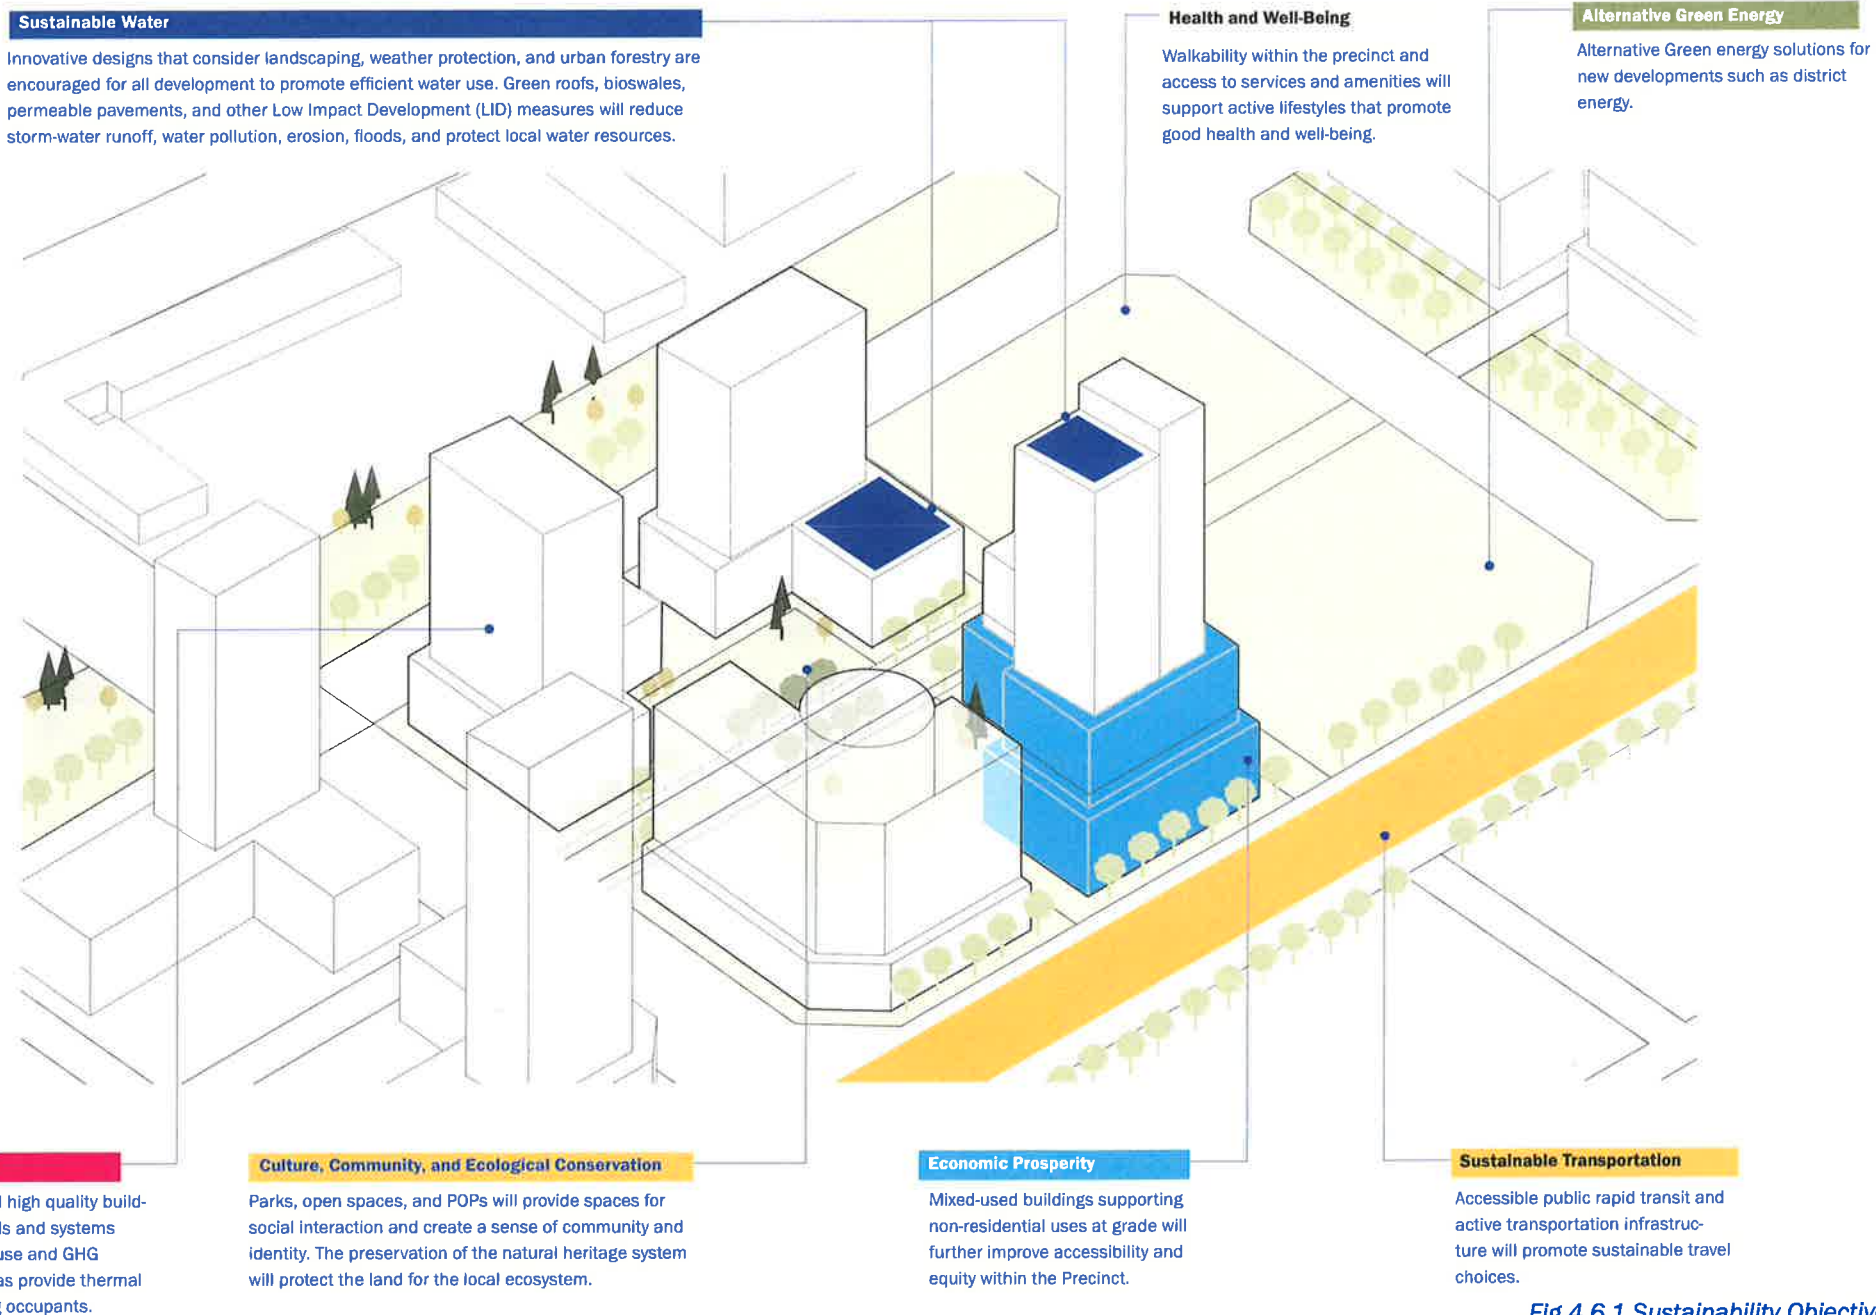 Sustainable Water
Innovative designs that consider landscaping, weather protection, and urban forestry are
encouraged for all development to promote efficient water use. Green roofs, bioswales,
permeable pavements, and other Low Impact Development (LID) measures will reduce
storm-water runoff, water pollution, erosion, floods, and protect local water resources.
Health and Well-Being
Walkability within the precinct and
access to services and amenities will
support active lifestyles that promote
good health and well-being.
Alternative Green Energy
Alternative Green energy solutions for
new developments such as district
energy.
high quality build-
and systems
use and GHG
as provide thermal
occupants.
Culture, Community, and Ecological Conservation
Parks, open spaces, and POPs will provide spaces for
social interaction and create a sense of community and
identity. The preservation of the natural heritage system
will protect the land for the local ecosystem.
Economic Prosperity
Mixed-used buildings supporting
non-residential uses at grade will
further improve accessibility and
equity within the Precinct.
Sustainable Transportation
Accessible public rapid transit and
active transportation infrastruc-
ture will promote sustainable travel
choices.
Fig 4.6.1 Sustainability Objectiv